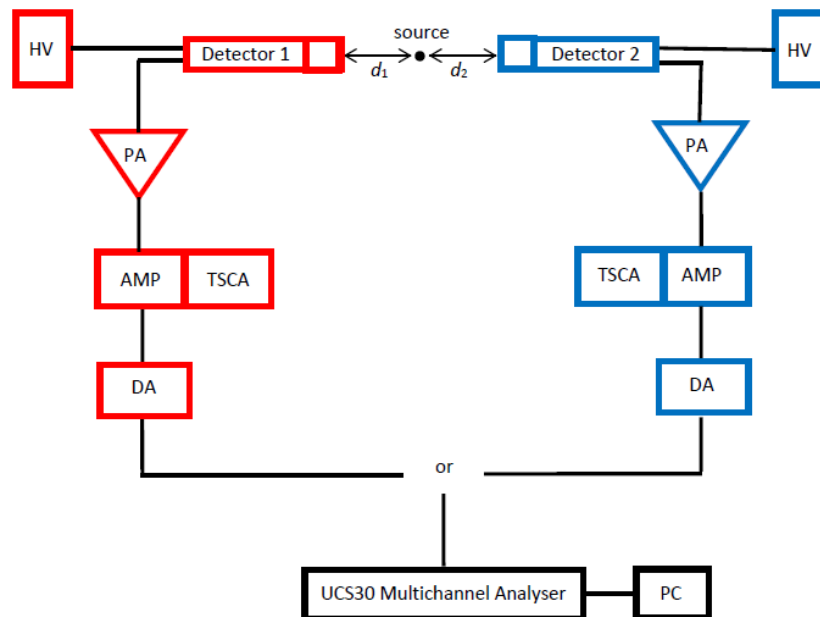 source
HV
Detector 1
d1
d2
Detector 2
HV
PA
PA
AMP
TSCA
TSCA
AMP
DA
DA
or
UCS30 Multichannel Analyser
PC